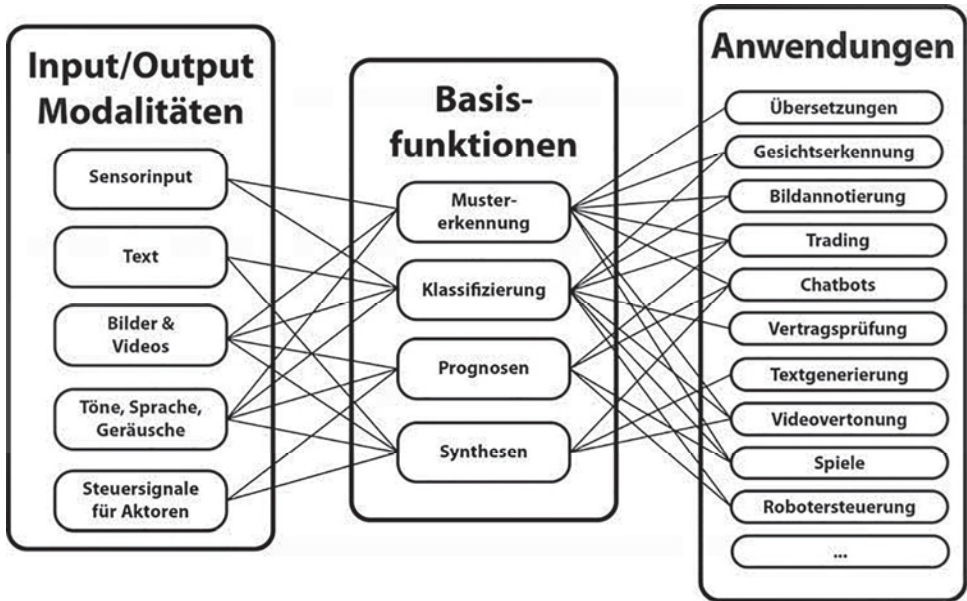 Input/Output
Modalitäten
Sensorinput
Text
Bilder &
Videos
Töne, Sprache,
Geräusche
Steuersignale
für Aktoren
Basis-
funktionen
Muster-
erkennung
Klassifizierung
Prognosen
Synthesen
Anwendungen
Übersetzungen
Gesichtserkennung
Bildannotierung
Trading
Chatbots
Vertragsprüfung
Textgenerierung
Videovertonung
Spiele
Robotersteuerung
...